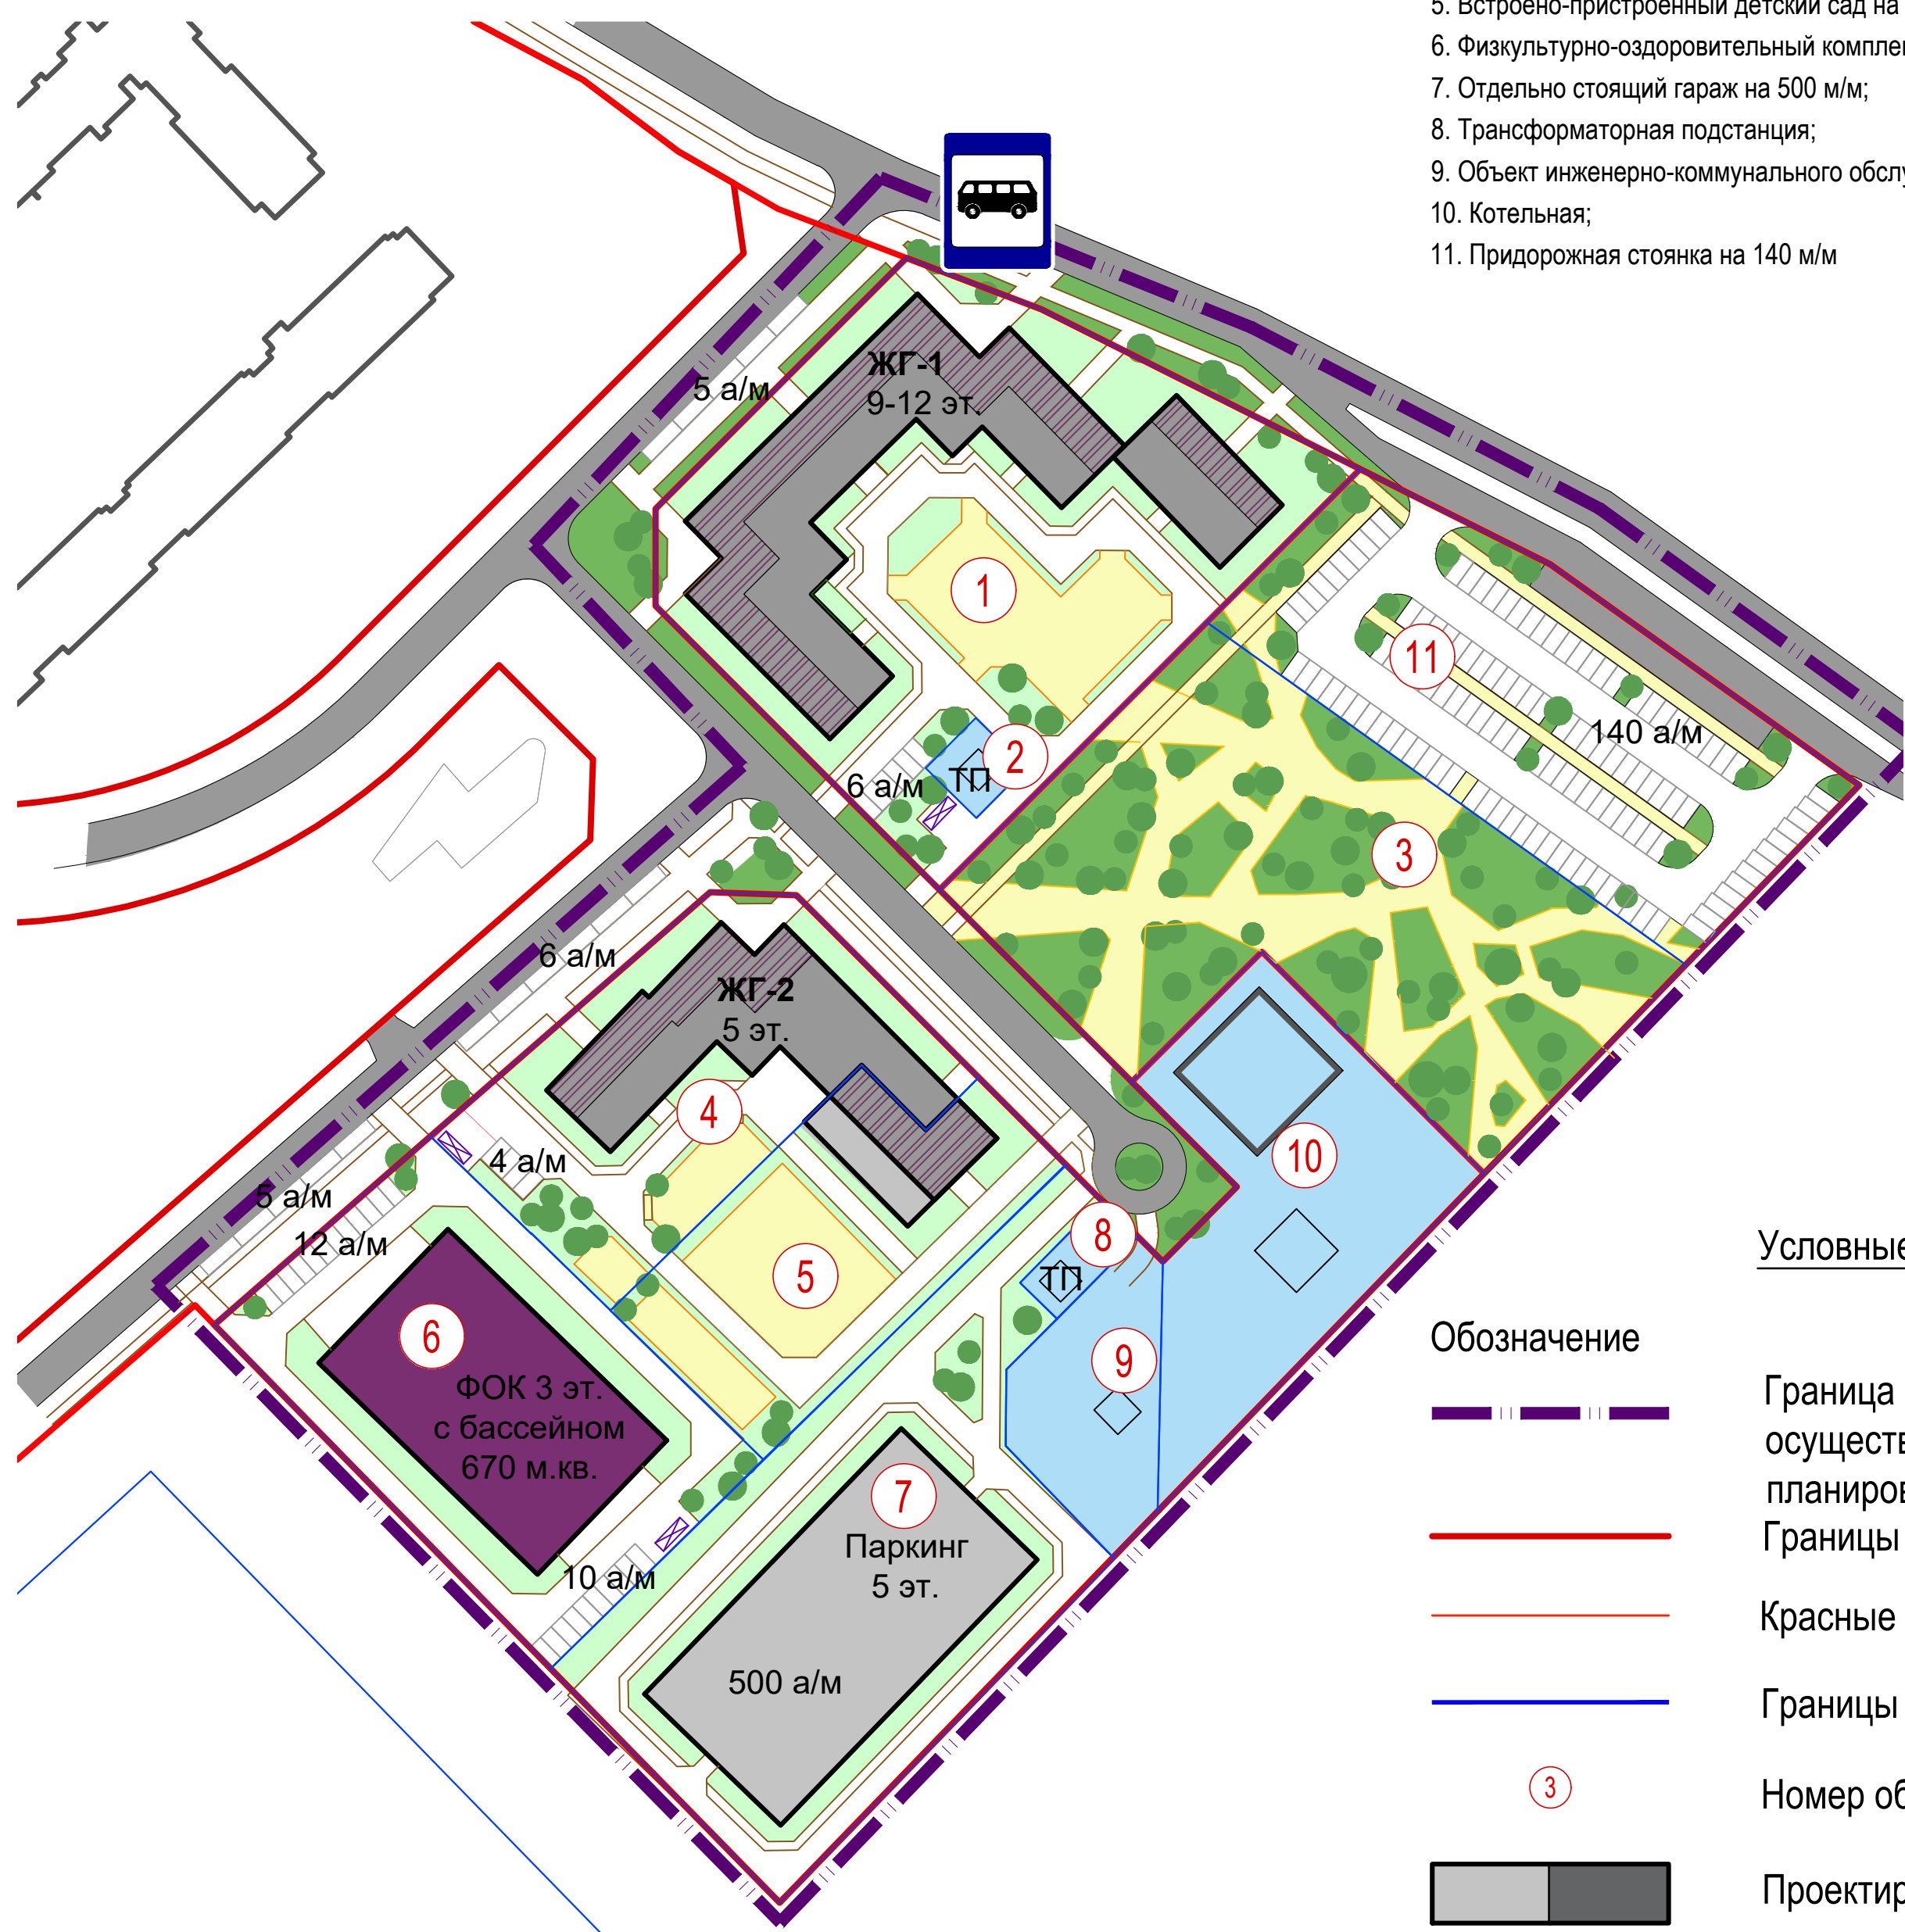 5. Встроено-пристроенный детский сад на
6. Физкультурно-оздоровительный
7. Отдельно стоящий гараж на 500 м/м;
8. Трансформаторная подстанция;
9. Объект инженерно-коммунального
10. Котельная;
11. Придорожная стоянка на 140 м/м
ЖГ-1
9-12 эт.
5 а/м
1
11
140 а/м
2
ТП
6 а/м
3
6 а/м
ЖГ-2
5 эт.
4
10
4 а/м
5 а/м
12 а/м
8
ТП
5
6
ФОК 3 эт.
с бассейном
670 м.кв.
9
7
Паркинг
5 эт.
10 а/м
500 а/м
Условные
Обозначение
Граница
осуществ
планиров
Границы
Красные
Границы
3
Номер об
Проектир